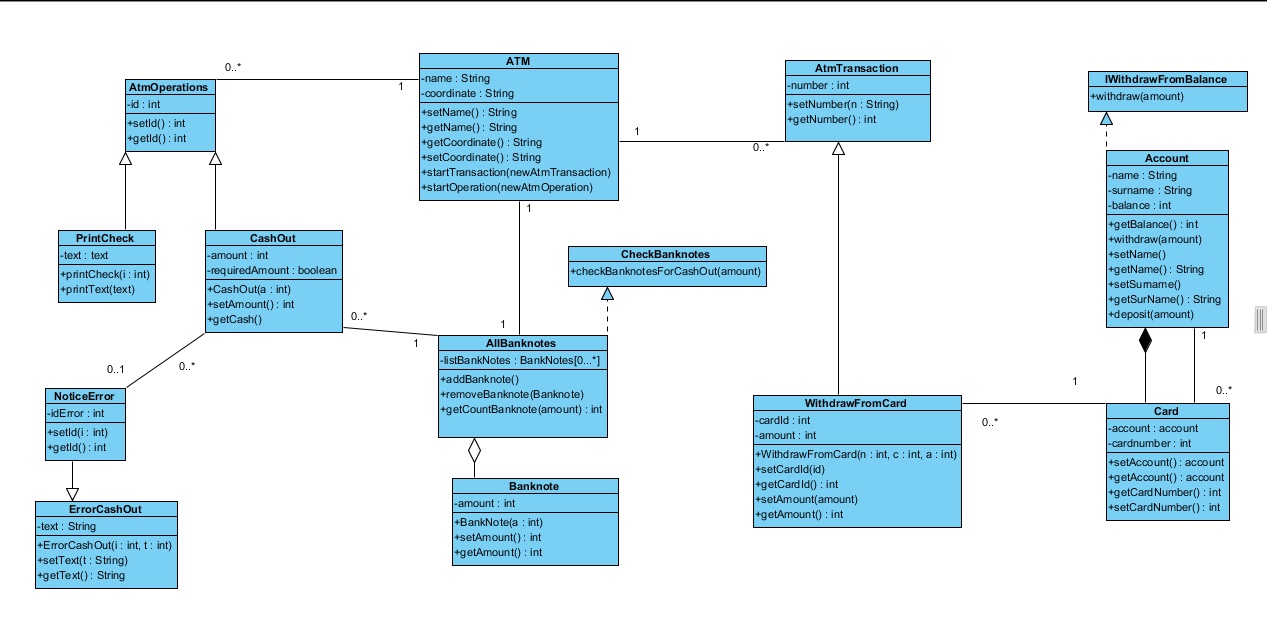 0..*
1
AtmOperations
-id : int
+setId() : int
+getId() : int
ATM
-name : String
-coordinate : String
+setName() : String
+getName() : String
+getCoordinate() : String
+setCoordinate() : String
+startTransaction(newAtmTransaction)
+startOperation(newAtmOperation)
1
0..*
AtmTransaction
-number : int
+setNumber(n : String)
+getNumber() : int
IWithdrawFromBalance
+withdraw(amount)
Account
-name : String
-surname : String
-balance : int
+getBalance() : int
+withdraw(amount)
+setName()
+getName() : String
+setSurname()
+getSurName() : String
+deposit(amount)
1
0..*
PrintCheck
-text : text
+printCheck(i : int)
+printText(text)
CashOut
-amount : int
-requiredAmount : boolean
+CashOut(a : int)
+setAmount() : int
+getCash()
0..*
1
1
1
CheckBanknotes
+checkBanknotesForCashOut(amount)
AllBanknotes
-listBankNotes : BankNotes[0...*]
+addBanknote()
+removeBanknote(Banknote)
+getCountBanknote(amount) : int
0..1
0..*
NoticeError
-idError : int
+setId(i : int)
+getId() : int
ErrorCashOut
-text : String
+ErrorCashOut(i : int, t : int)
+setText(t : String)
+getText() : String
Banknote
-amount : int
+BankNote(a : int)
+setAmount() : int
+getAmount() : int
WithdrawFromCard
-cardId : int
-amount : int
+WithdrawFromCard(n : int, c : int, a : int)
+setCardId(id)
+getCardId() : int
+setAmount(amount)
+getAmount() : int
1
0..*
Card
-account : account
-cardnumber : int
+setAccount() : account
+getAccount() : account
+getCardNumber() : int
+setCardNumber() : int